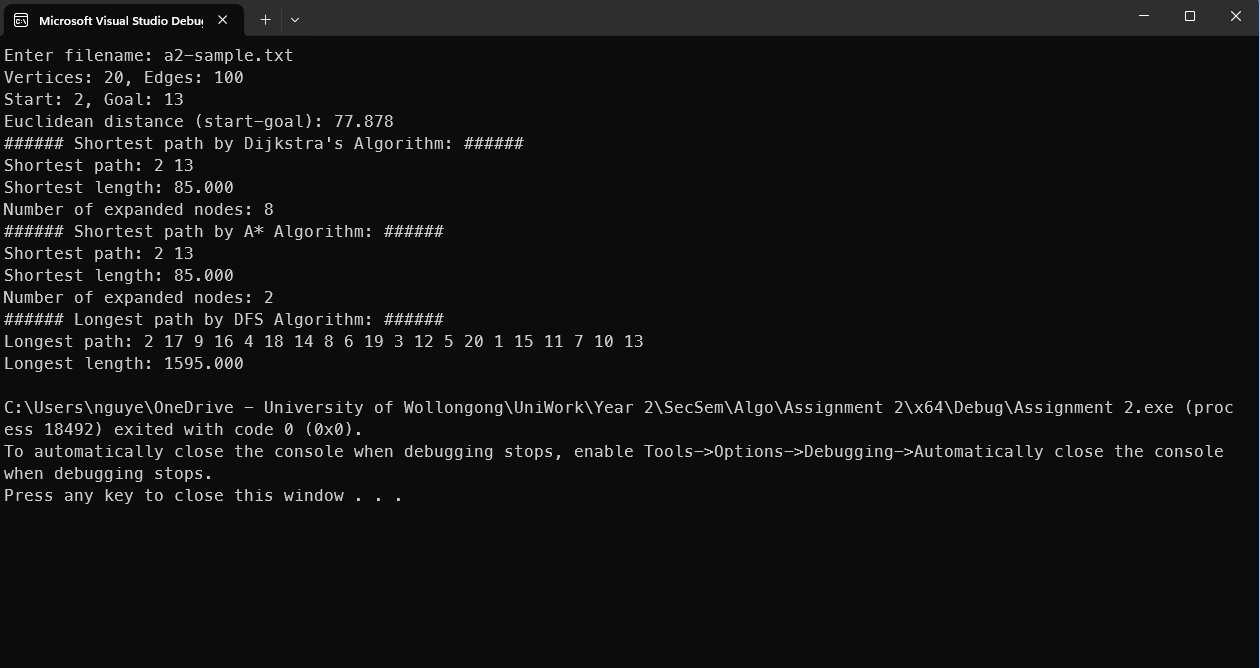 Microsoft Visual Studio Debug
Enter filename: a2-sample.txt
Vertices: 20, Edges: 100
Start: 2, Goal: 13
Euclidean distance (start-goal): 77.878
###### Shortest path by Dijkstra's Algorithm: ######
Shortest path: 2 13
Shortest length: 85.000
Number of expanded nodes: 8
###### Shortest path by A* Algorithm: ######
Shortest path: 2 13
Shortest length: 85.000
Number of expanded nodes: 2
###### Longest path by DFS Algorithm: ######
Longest path: 2 17 9 16 4 18 14 8 6 19 3 12 5 20 1 15 11 7 10 13
Longest length: 1595.000
C:\Users\nguye\OneDrive - University of Wollongong\UniWork\Year 2\SecSem\Algo\Assignment 2\x64\Debug\Assignment 2.exe (proc
ess 18492) exited with code 0 (0x0).
To automatically close the console when debugging stops, enable Tools->Options->Debugging->Automatically close the console
when debugging stops.
Press any key to close this window . . .